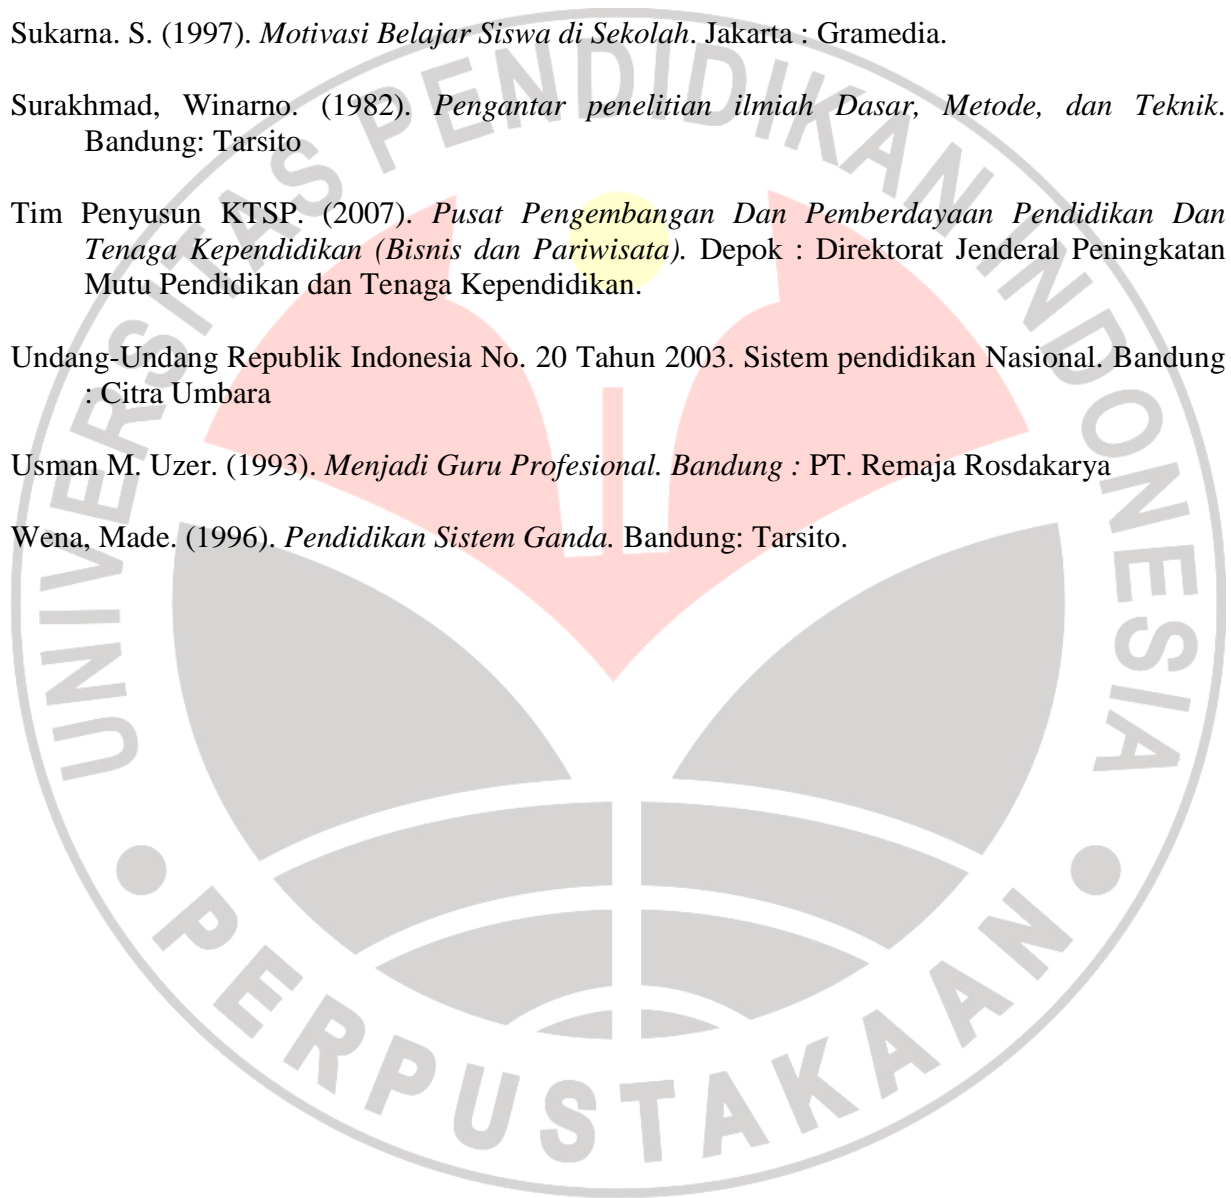 Sukarna. S. (1997). Motivasi Belajar Siswa di Sekolah. Jakarta : Gramedia.
Surakhmad, Winarno. (1982). Pengantar penelitian ilmiah Dasar, Metode, dan Teknik.
Bandung: Tarsito
Tim Penyusun KTSP. (2007). Pusat Pengembangan Dan Pemberdayaan Pendidikan Dan
Tenaga Kependidikan (Bisnis dan Pariwisata). Depok : Direktorat Jenderal Peningkatan
Mutu Pendidikan dan Tenaga Kependidikan.
Undang-Undang Republik Indonesia No. 20 Tahun 2003. Sistem pendidikan Nasional. Bandung
: Citra Umbara
Usman M. Uzer. (1993). Menjadi Guru Profesional. Bandung : PT. Remaja Rosdakarya
Wena, Made. (1996). Pendidikan Sistem Ganda. Bandung: Tarsito.
UNIVERSITAS PENDIDIKAN INDONESIA
PERPUSTAKAAN